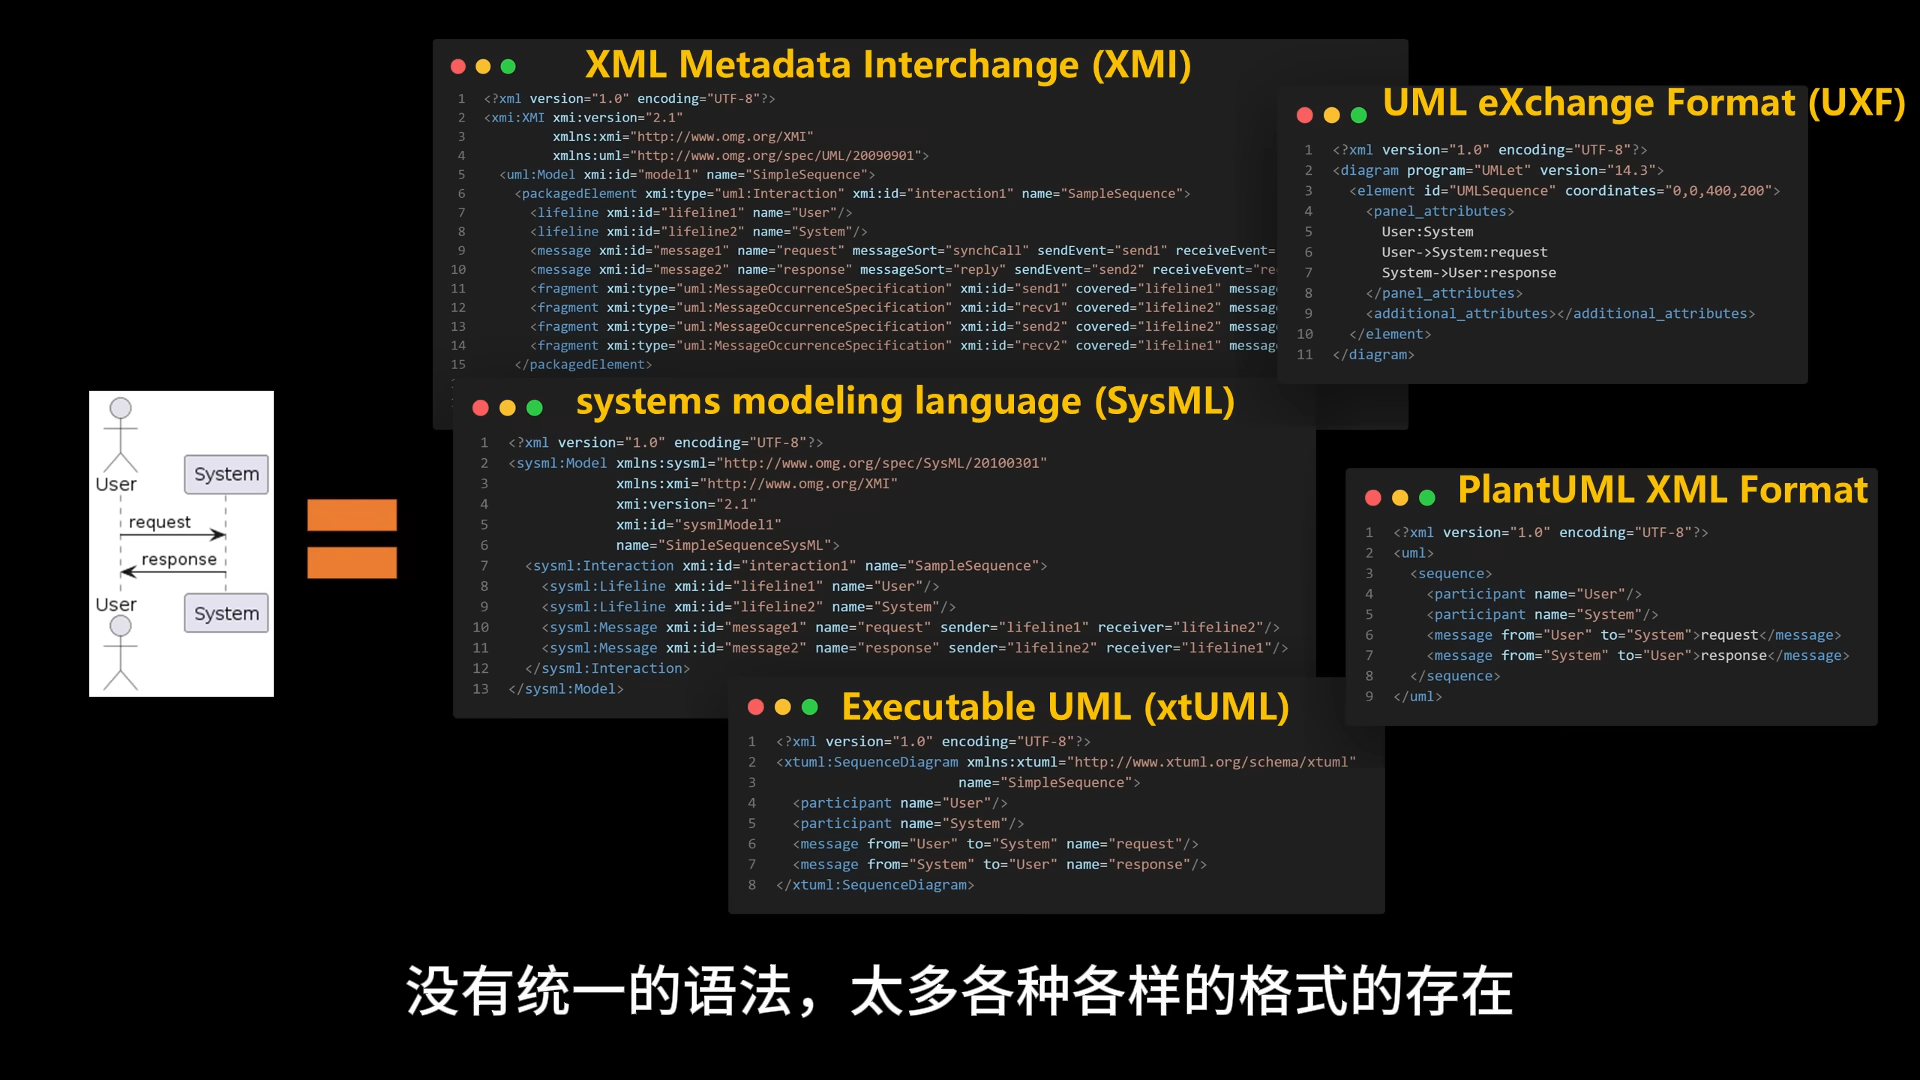 XML Metadata Interchange (XMI)
1 <?xml version="1.0" encoding="UTF-8"?>
2 <xmi:XMI xmi:version="2.1"
3 xmlns:xmi="http://www.omg.org/XMI"
4 xmlns:uml="http://www.omg.org/spec/UML/20090901">
5 <uml:Model xmi:id="model1" name="SimpleSequence">
6 <packagedElement xmi:type="uml:Interaction" xmi:id="interaction1" name="SampleSequence">
7 <lifeline xmi:id="lifeline1" name="User"/>
8 <lifeline xmi:id="lifeline2" name="System"/>
9 <message xmi:id="message1" name="request" messageSort="synchCall" sendEvent="send1" receiveEvent=
10 <message xmi:id="message2" name="response" messageSort="reply" sendEvent="send2" receiveEvent="re
11 <fragment xmi:type="uml:MessageOccurrenceSpecification" xmi:id="send1" covered="lifeline1" messag
12 <fragment xmi:type="uml:MessageOccurrenceSpecification" xmi:id="recv1" covered="lifeline2" messag
13 <fragment xmi:type="uml:MessageOccurrenceSpecification" xmi:id="send2" covered="lifeline2" messag
14 <fragment xmi:type="uml:MessageOccurrenceSpecification" xmi:id="recv2" covered="lifeline1" messag
15 </packagedElement>
UML eXchange Format (UXF)
1 <?xml version="1.0" encoding="UTF-8"?>
2 <diagram program="UMLet" version="14.3">
3 <element id="UMLSequence" coordinates="0,0,400,200">
4 <panel_attributes>
5 User:System
6 User->System:request
7 System->User:response
8 </panel_attributes>
9 <additional_attributes></additional_attributes>
10 </element>
11 </diagram>
User
System
request
response
User
System
systems modeling language (SysML)
1 <?xml version="1.0" encoding="UTF-8"?>
2 <sysml:Model xmlns:sysml="http://www.omg.org/spec/SysML/20100301"
3 xmlns:xmi="http://www.omg.org/XMI"
4 xmi:version="2.1"
5 xmi:id="sysmlModel1"
6 name="SimpleSequenceSysML">
7 <sysml:Interaction xmi:id="interaction1" name="SampleSequence">
8 <sysml:Lifeline xmi:id="lifeline1" name="User"/>
9 <sysml:Lifeline xmi:id="lifeline2" name="System"/>
10 <sysml:Message xmi:id="message1" name="request" sender="lifeline1" receiver="lifeline2"/>
11 <sysml:Message xmi:id="message2" name="response" sender="lifeline2" receiver="lifeline1"/>
12 </sysml:Interaction>
13 </sysml:Model>
PlantUML XML Format
1 <?xml version="1.0" encoding="UTF-8"?>
2 <uml>
3 <sequence>
4 <participant name="User"/>
5 <participant name="System"/>
6 <message from="User" to="System">request</message>
7 <message from="System" to="User">response</message>
8 </sequence>
9 </uml>
Executable UML (xtUML)
1 <?xml version="1.0" encoding="UTF-8"?>
2 <xtuml:SequenceDiagram xmlns:xtuml="http://www.xtuml.org/schema/xtuml"
3 name="SimpleSequence">
4 <participant name="User"/>
5 <participant name="System"/>
6 <message from="User" to="System" name="request"/>
7 <message from="System" to="User" name="response"/>
8 </xtuml:SequenceDiagram>
没有统一的语法，太多各种各样的格式的存在